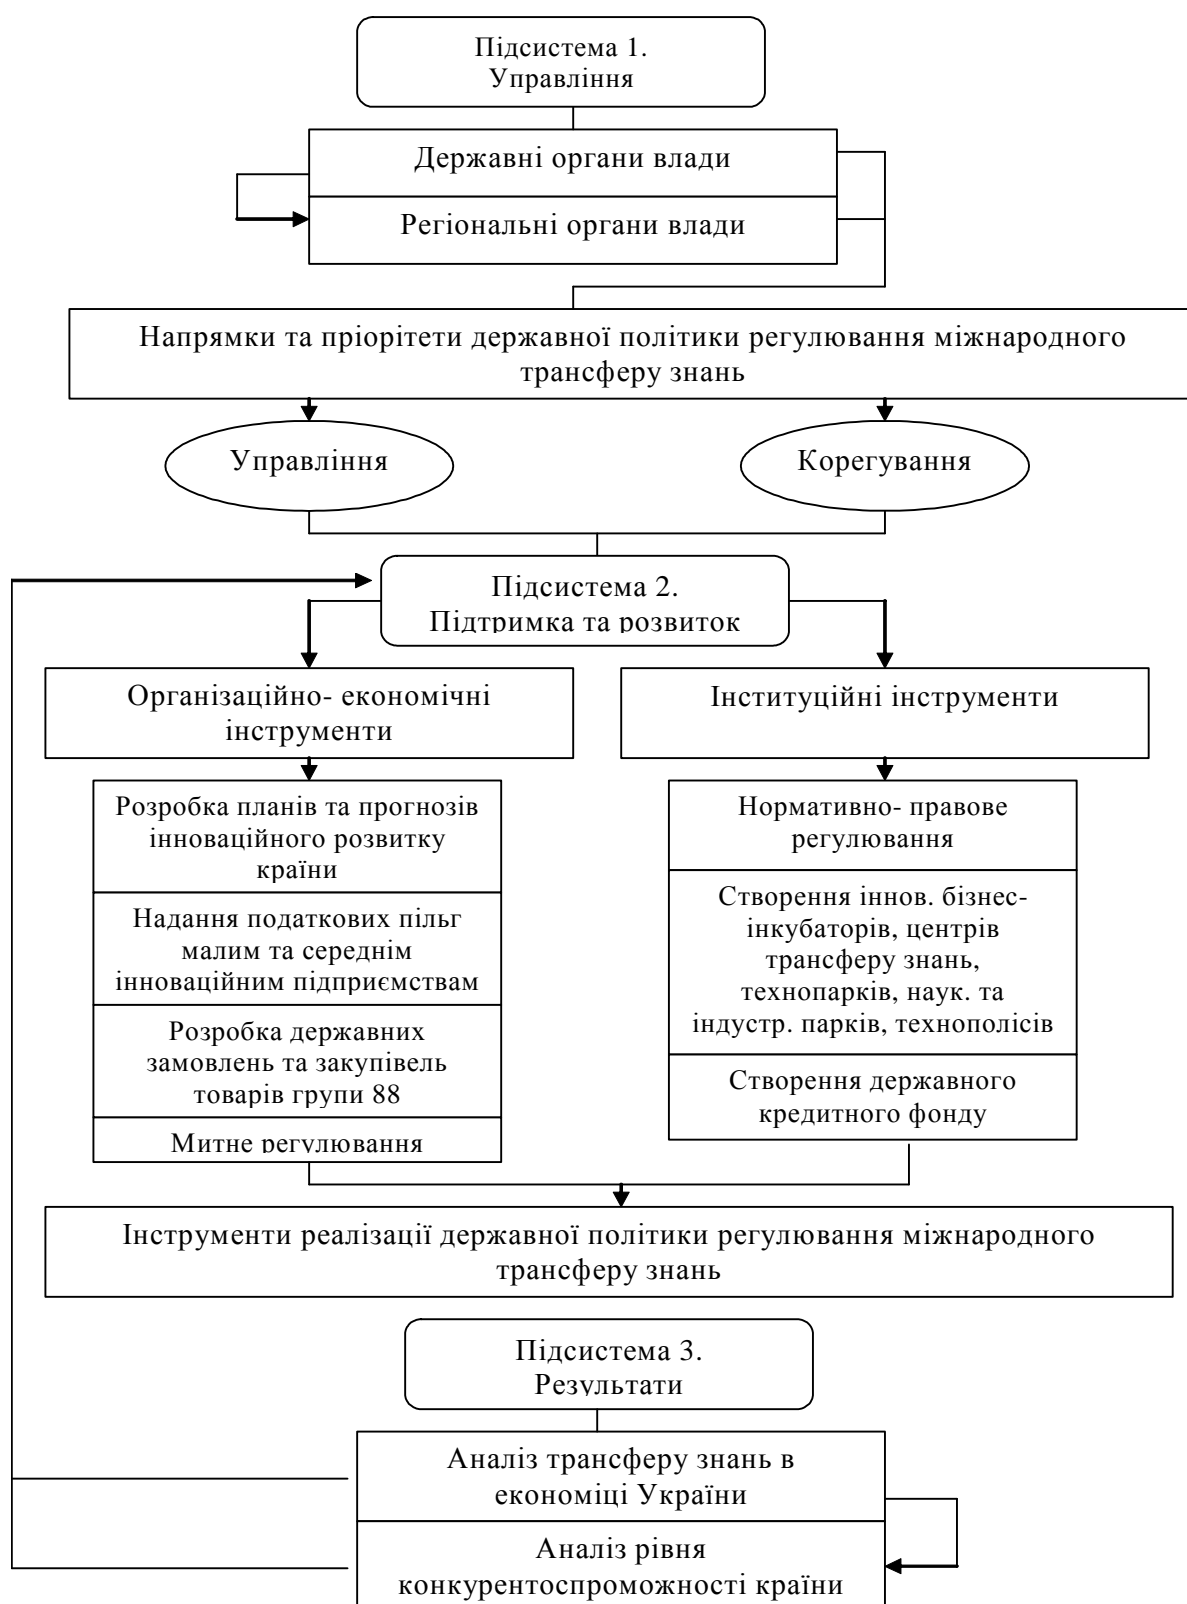 Підсистема 1.
Управління
Державні органи влади
Регіональні органи влади
Напрямки та пріорітети державної політики регулювання міжнародного
трансферу знань
Управління
Корегування
Підсистема 2.
Підтримка та розвиток
Організаційно- економічні
інструменти
Інституційні інструменти
Розробка планів та прогнозів
інноваційного розвитку
країни
Надання податкових пільг
малим та середнім
інноваційним підприємствам
Розробка державних
замовлень та закупівель
товарів групи 88
Митне регулювання
Нормативно- правове
регулювання
Створення іннов. бізнес-
інкубаторів, центрів
трансферу знань,
технопарків, наук. та
індустр. парків, технополісів
Створення державного
кредитного фонду
Інструменти реалізації державної політики регулювання міжнародного
трансферу знань
Підсистема 3.
Результати
Аналіз трансферу знань в
економіці України
Аналіз рівня
конкурентоспроможності країни